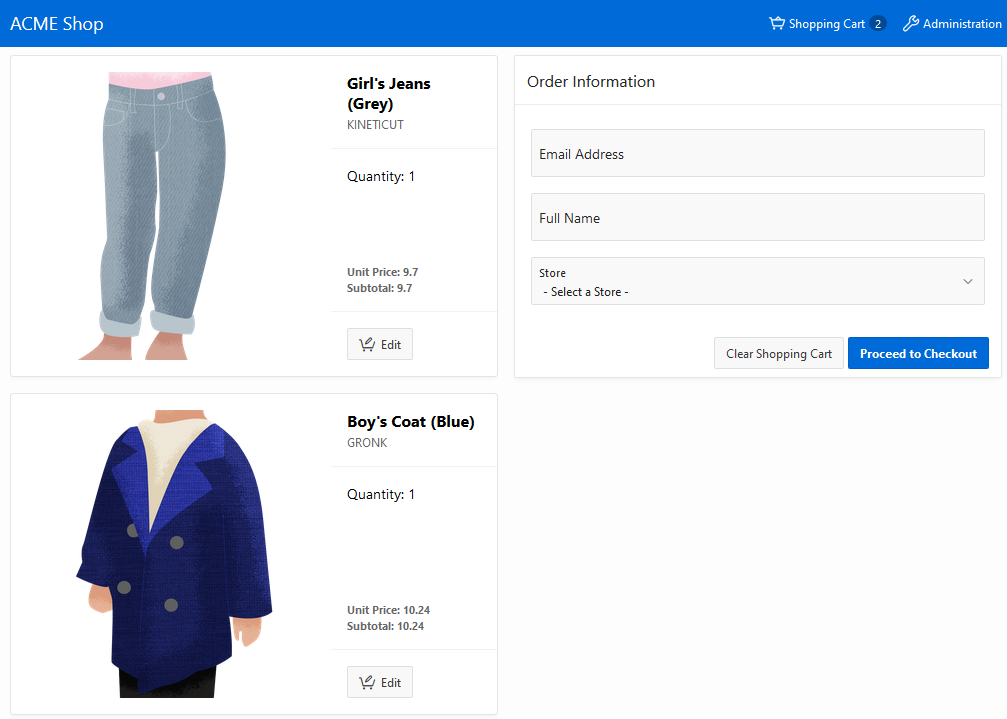 ACME Shop
Shopping Cart 2
Administration
Girl's Jeans
(Grey)
KINETICUT
Quantity: 1
Unit Price: 9.7
Subtotal: 9.7
Edit
Order Information
Email Address
Full Name
Store
- Select a Store -
Clear Shopping Cart
Proceed to Checkout
Boy's Coat (Blue)
GRONK
Quantity: 1
Unit Price: 10.24
Subtotal: 10.24
Edit